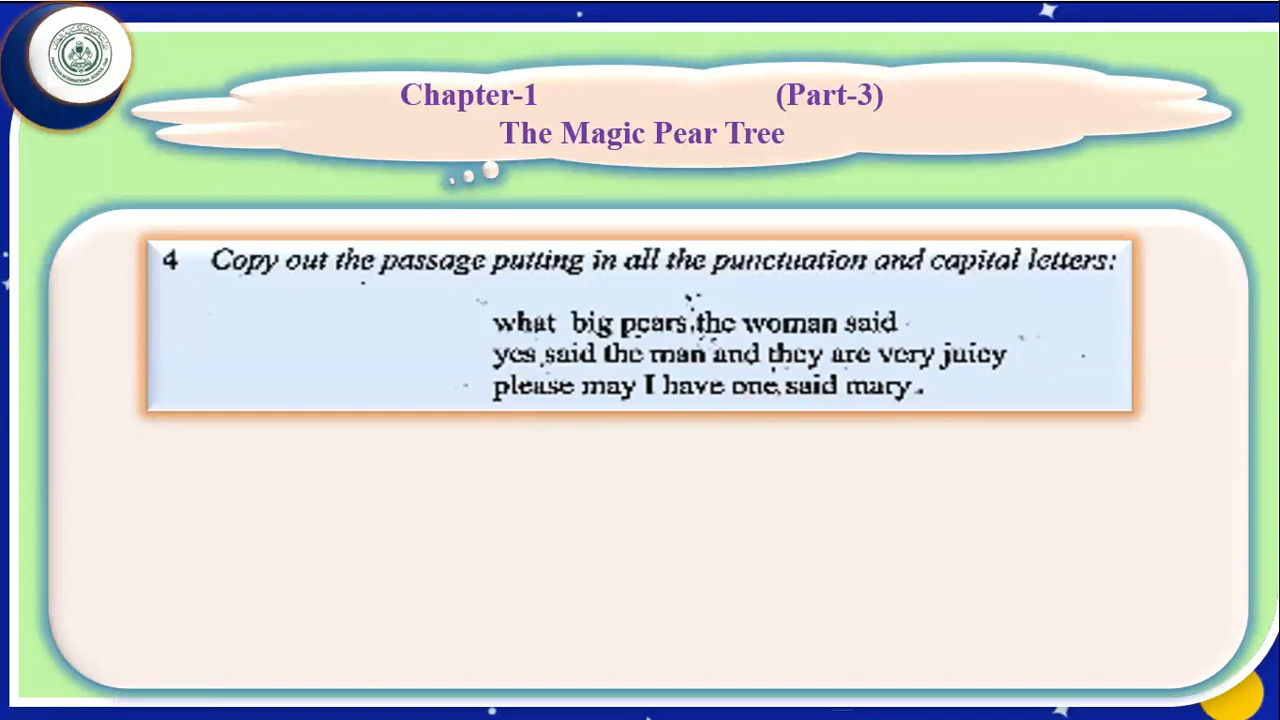 Chapter-1 (Part-3)
The Magic Pear Tree
4 Copy out the passage putting in all the punctuation and capital letters:
what big pears the woman said
yes said the man and they are very juicy
please may I have one said mary.